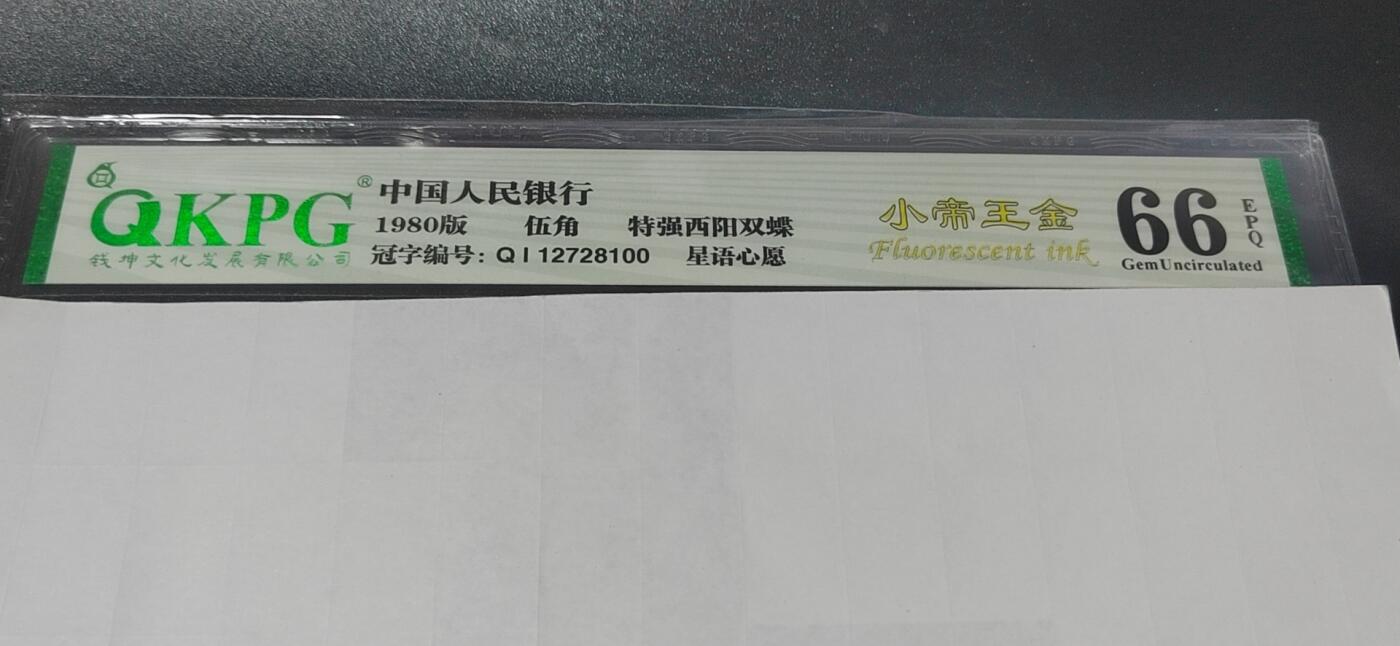 QKPG®
钱坤文化发展有限公司
中国人民银行
1980版 伍角 特强西阳双蝶
冠字编号: QI12728100 星语心愿
小帝王金
Fluorescent ink
66 EPQ
GemUncirculated